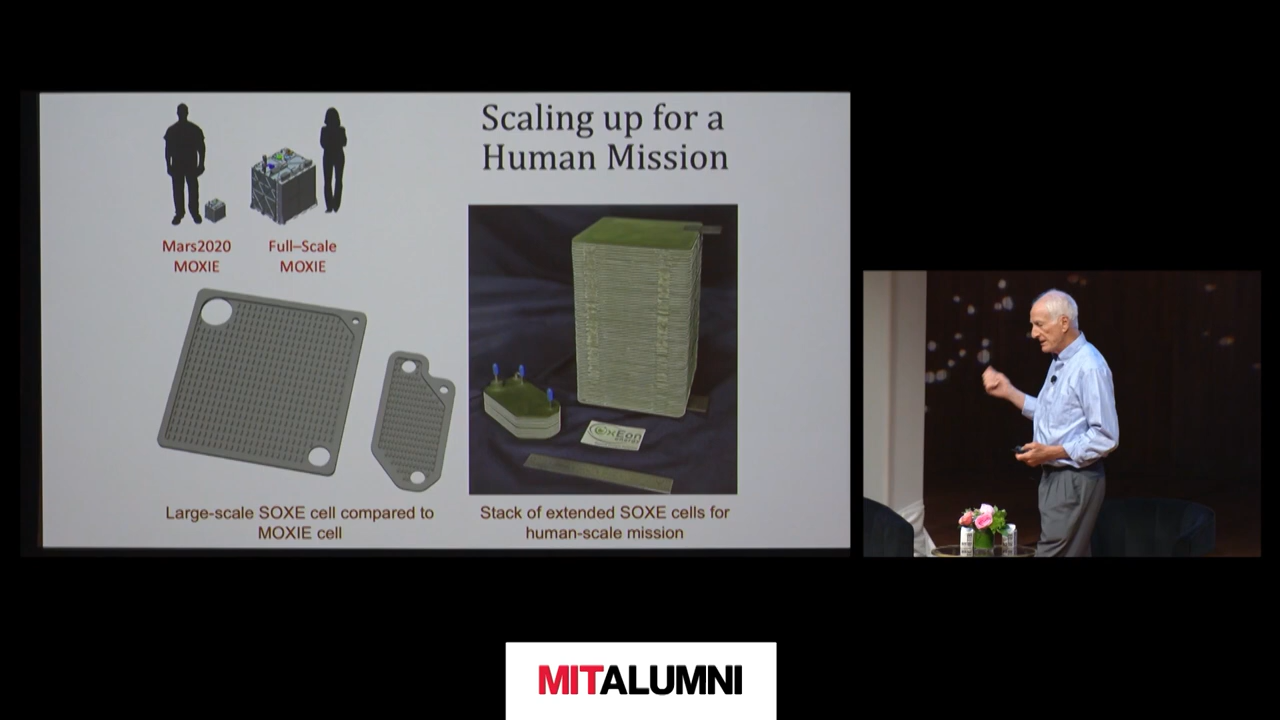 Scaling up for a
Human Mission
Mars2020
MOXIE
Full–Scale
MOXIE
OxEon
Large-scale SOXE cell compared to
MOXIE cell
Stack of extended SOXE cells for
human-scale mission
MITALUMNI